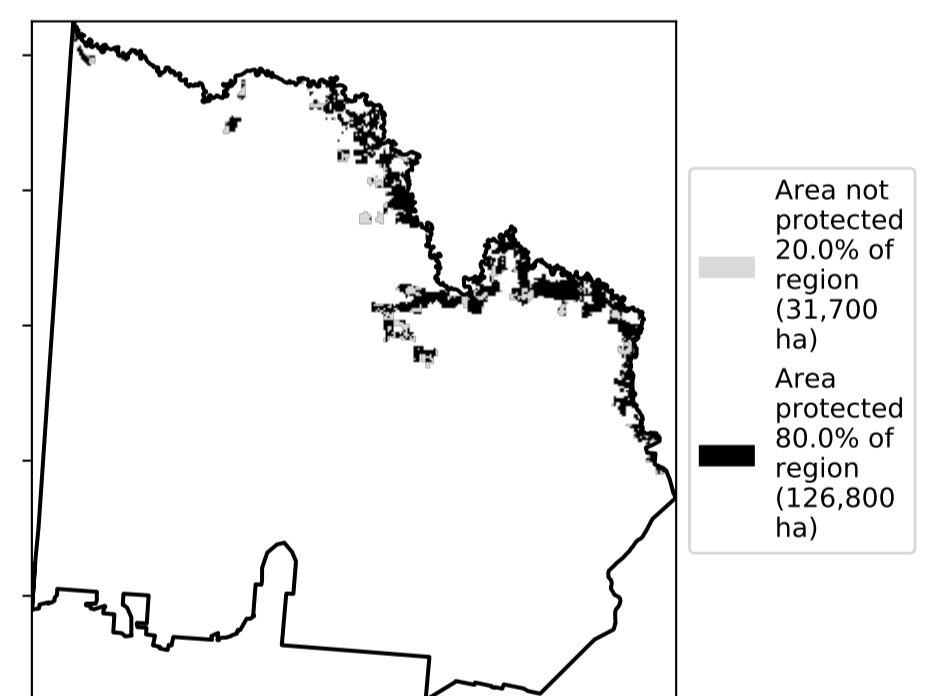 Area not
protected
20.0% of
region
(31,700
ha)
Area
protected
80.0% of
region
(126,800
ha)